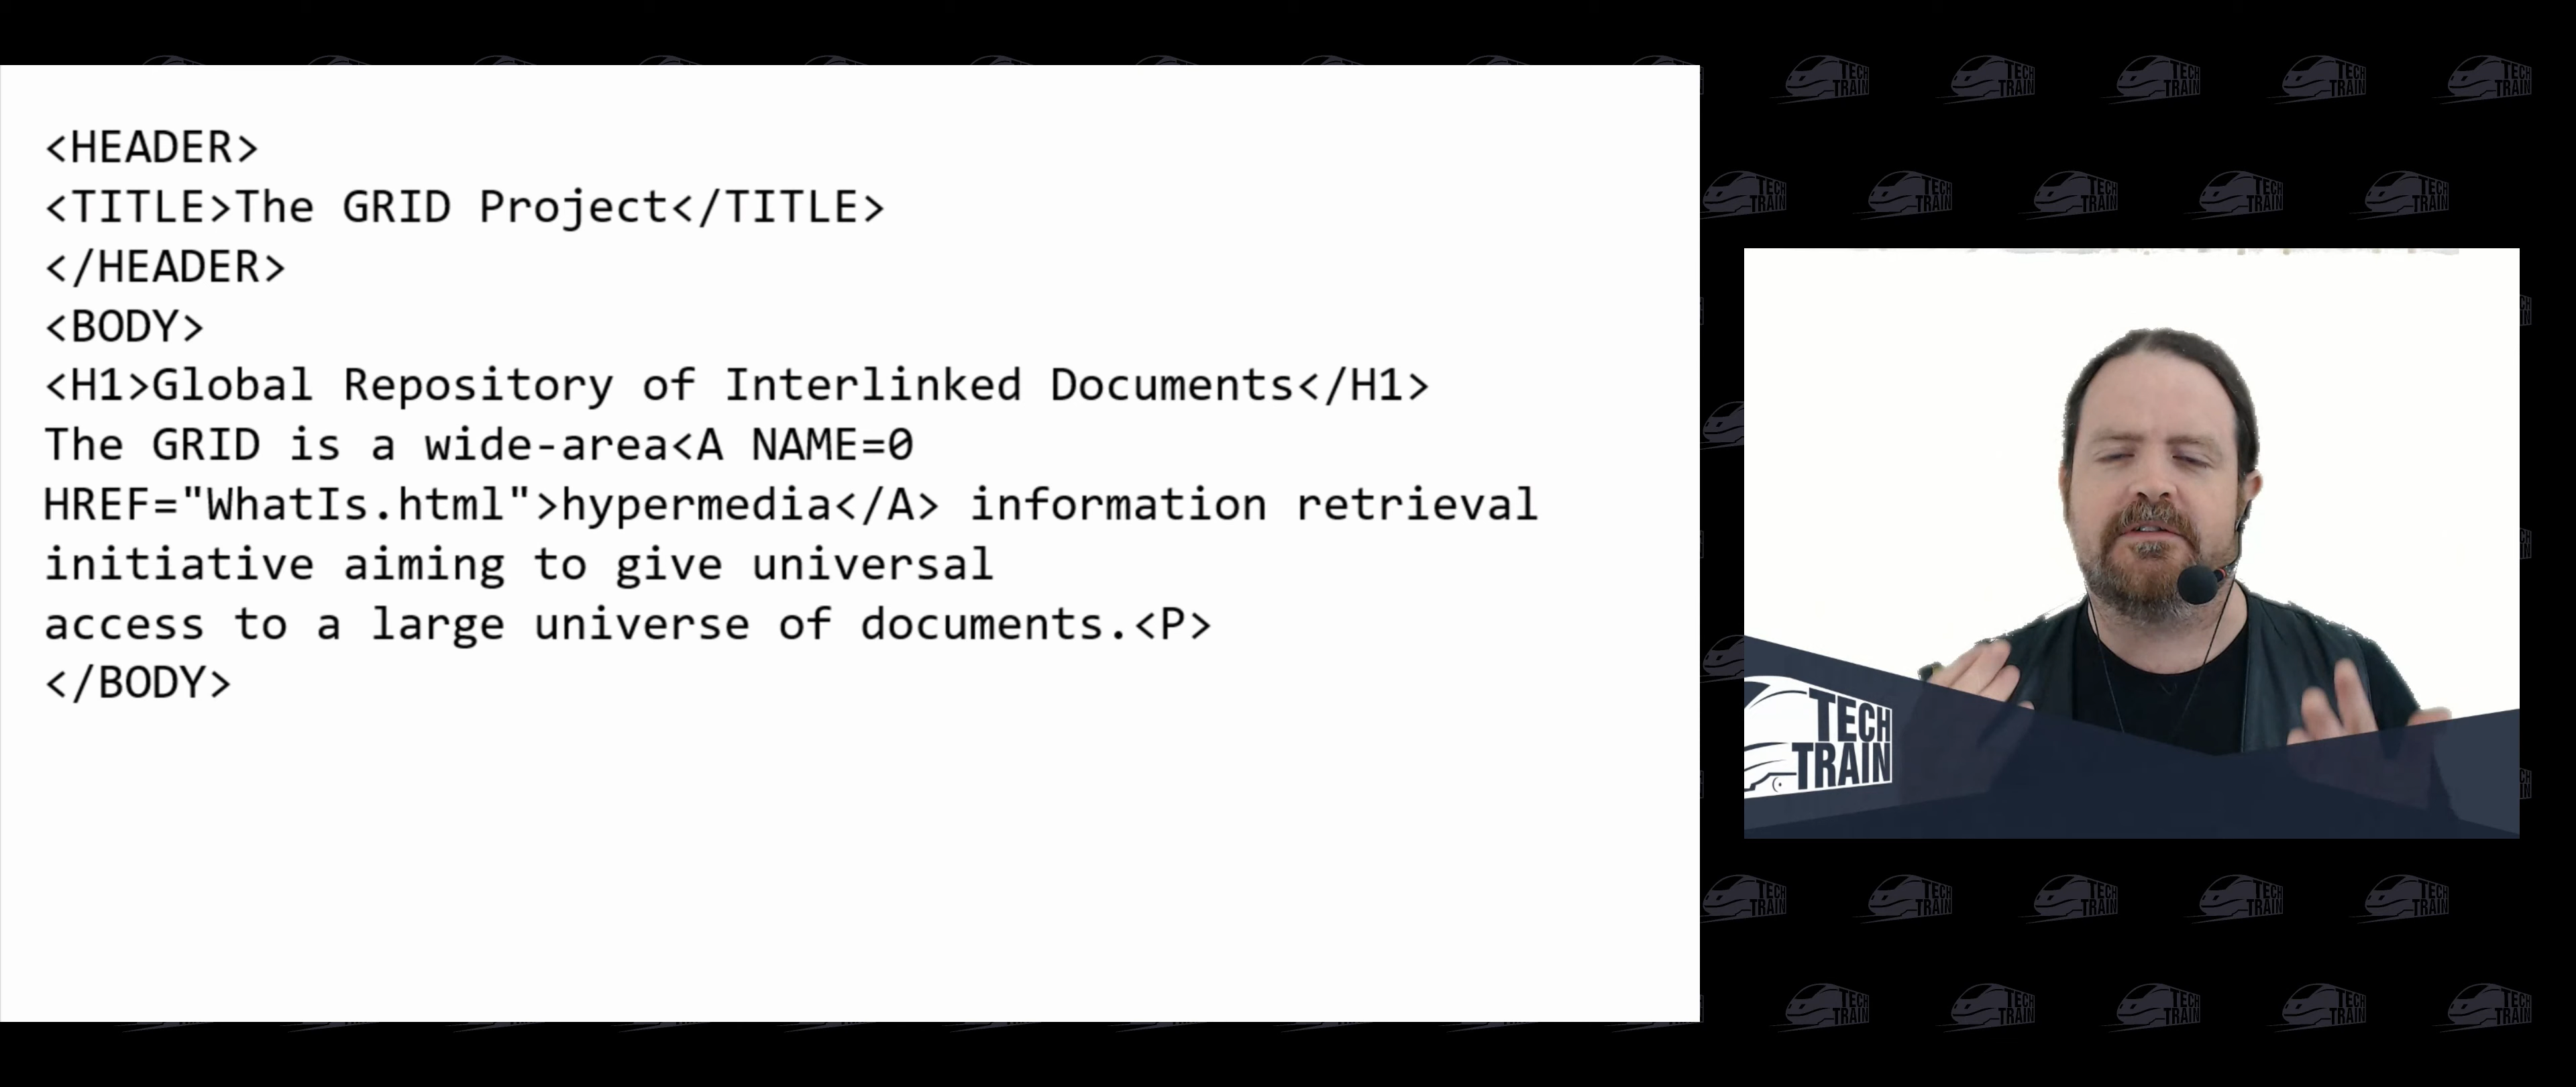 <HEADER>
<TITLE>The GRID Project</TITLE>
</HEADER>
<BODY>
<H1>Global Repository of Interlinked Documents</H1>
The GRID is a wide-area<A NAME=0
HREF="WhatIs.html">hypermedia</A> information retrieval
initiative aiming to give universal
access to a large universe of documents.<P>
</BODY>
TECH
TRAIN